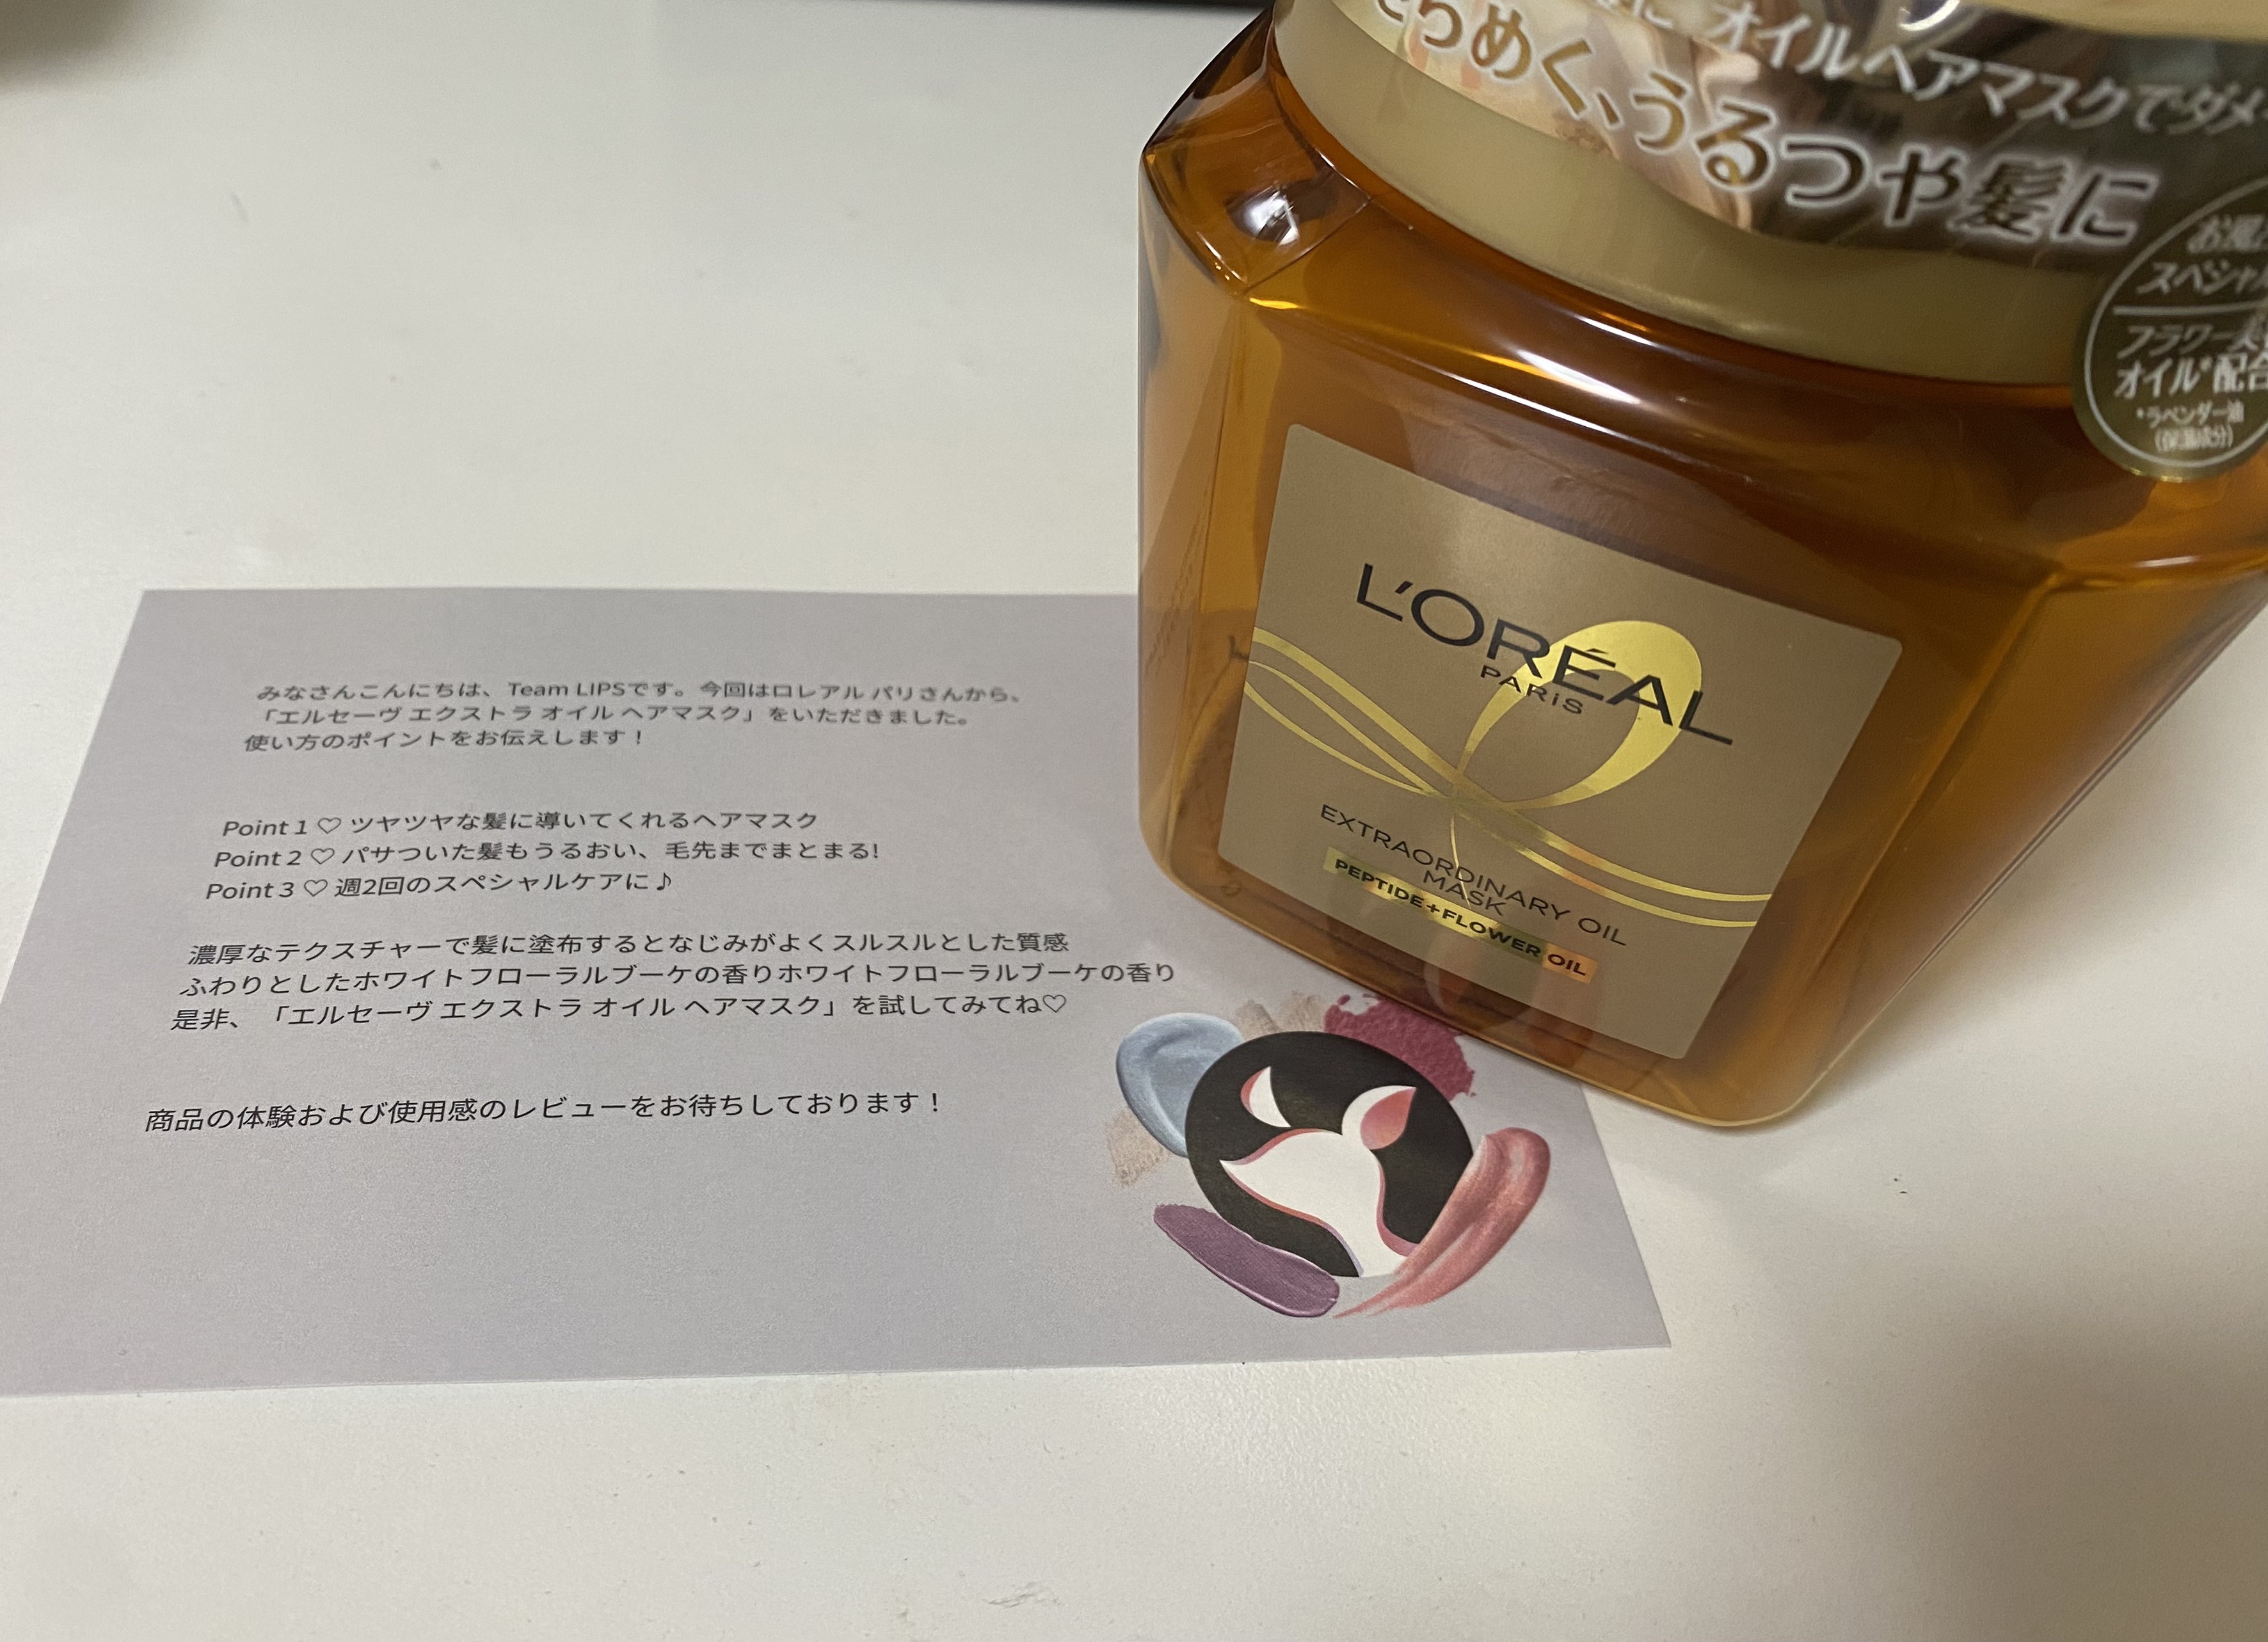 みなさんこんにちは、Team LIPSです。今回はロレアル パリさんから、
「エルセーヴ エクストラ オイル ヘアマスク」をいただきました。
使い方のポイントをお伝えします！
Point 1 ♡ ツヤツヤな髪に導いてくれるヘアマスク
Point 2 ♡ パサついた髪もうるおい、毛先までまとまる!
Point 3 ♡ 週2回のスペシャルケアに♪
濃厚なテクスチャーで髪に塗布するとなじみがよくスルスルとした質感
ふわりとしたホワイトフローラルブーケの香りホワイトフローラルブーケの香り
是非、「エルセーヴ エクストラ オイル ヘアマスク」を試してみてね♡
商品の体験および使用感のレビューをお待ちしております！
オイルヘアマスクでダメ
らめく、うるつや髪に
スペシャル
フラワー
オイル*配合
*ラベンダー油
(保湿成分)
L'ORÉAL
PARiS
EXTRAORDINARY OIL
MASK
PEPTIDE+FLOWER OIL